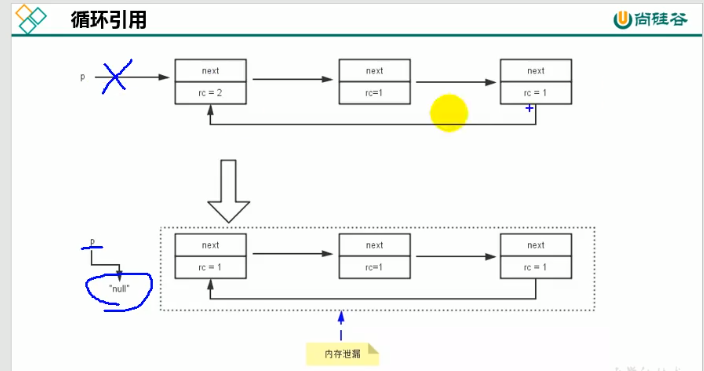 循环引用
尚硅谷
p
next
next
next
rc = 2
rc=1
rc = 1
p
next
next
next
rc = 1
rc=1
rc = 1
"null"
内存泄漏